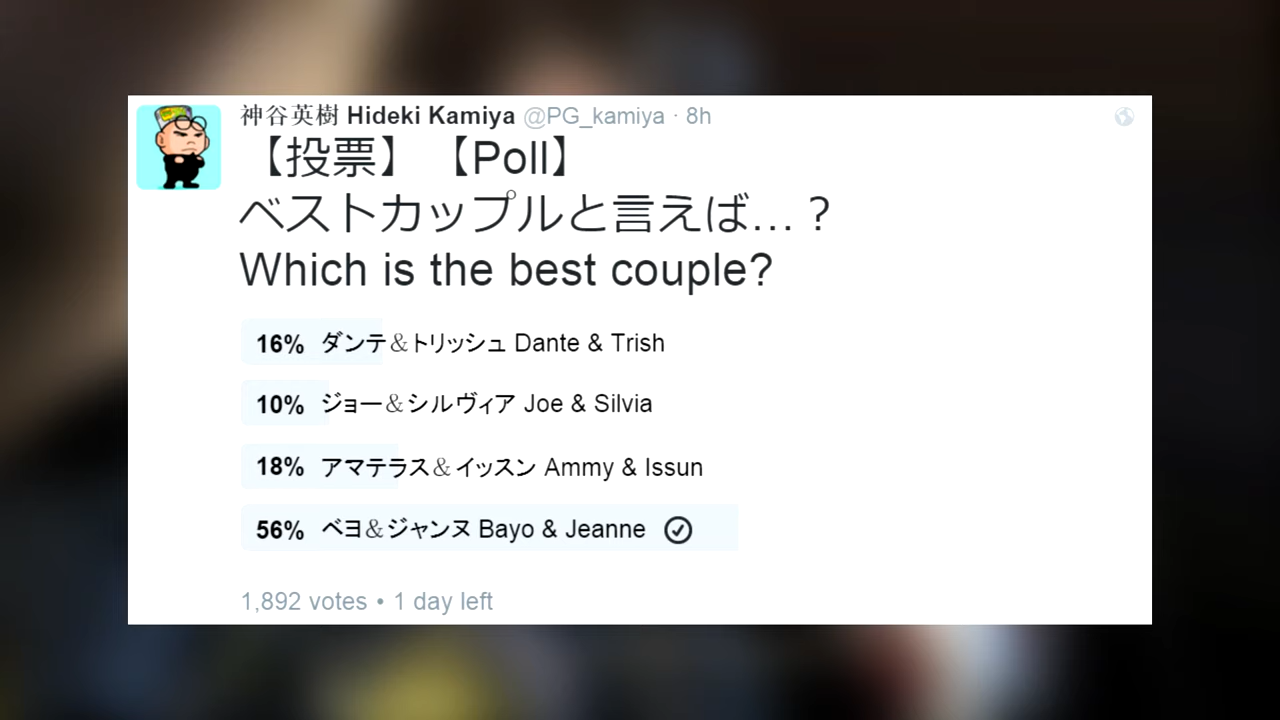 神谷英樹 Hideki Kamiya @PG_kamiya · 8h
【投票】【Poll】
ベストカップルと言えば…？
Which is the best couple?
16% ダンテ＆トリッシュ Dante & Trish
10% ジョー＆シルヴィア Joe & Silvia
18% アマテラス＆イッスン Ammy & Issun
56% ベヨ＆ジャンヌ Bayo & Jeanne
1,892 votes • 1 day left